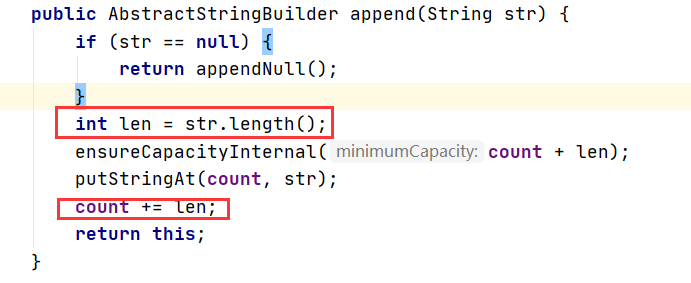 public AbstractStringBuilder append(String str) {
    if (str == null) {
        return appendNull();
    }
    int len = str.length();
    ensureCapacityInternal( minimumCapacity: count + len);
    putStringAt(count, str);
    count += len;
    return this;
}